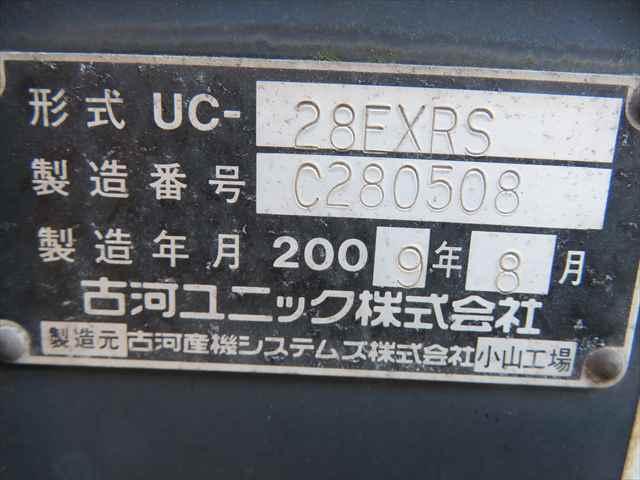 形式 UC-28EXRS
製造番号 C280508
製造年月 2009年8月
古河ユニック株式会社
製造元 古河産機システムズ株式会社 小山工場